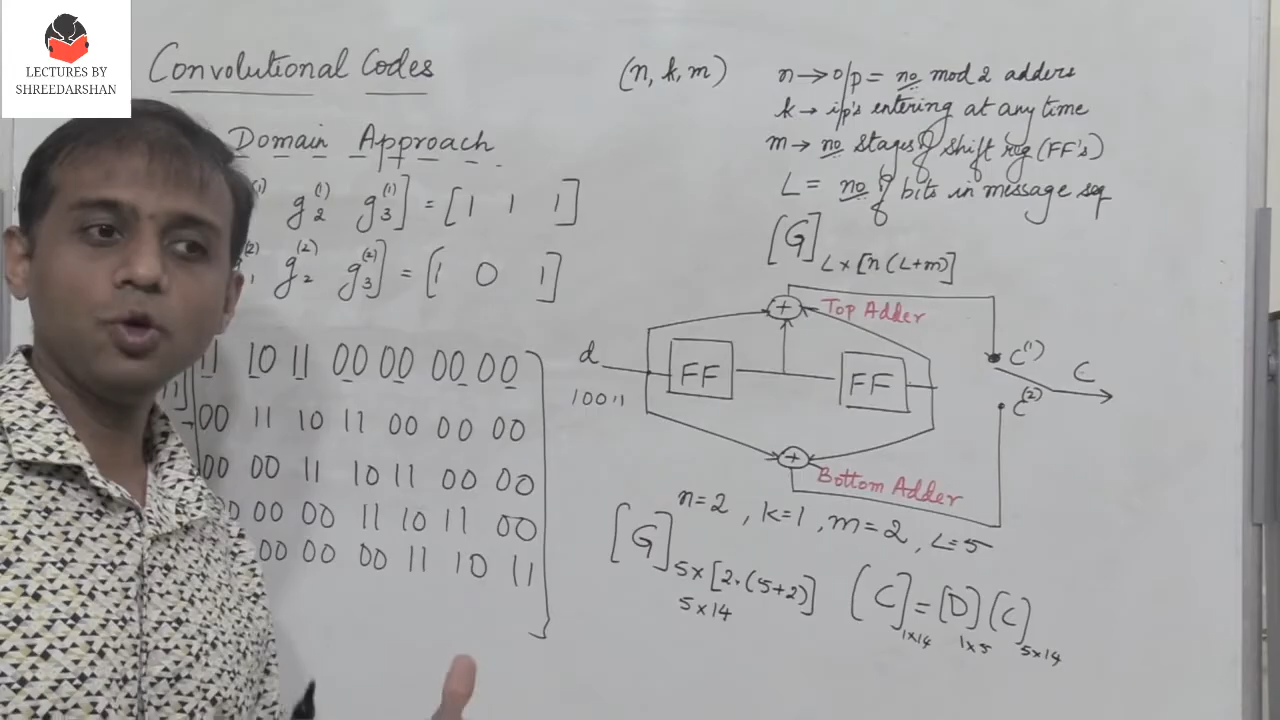 LECTURES BY
SHREEDARSHAN
Convolutional Codes
Domain Approach
g₂⁽¹⁾ g₃⁽¹⁾] = [1 1 1]
g₂⁽²⁾ g₃⁽²⁾] = [1 0 1]
11 10 11 00 00 00 00
00 11 10 11 00 00 00
00 00 11 10 11 00 00
00 00 11 10 11 00
00 00 00 11 10 11
(n, k, m)
n → o/p = no mod 2 adders
k → i/p's entering at any time
m → no stages of shift reg (FF's)
L = no of bits in message seq
[G] L × [n(L+m)]
+ Top Adder
d
10011
FF
FF
C⁽¹⁾
C
C⁽²⁾
+
Bottom Adder
n=2 , k=1 , m=2 , L=5
[G] 5×[2·(5+2)]
5×14
[C]1×14 = [D]1×5 [C]5×14